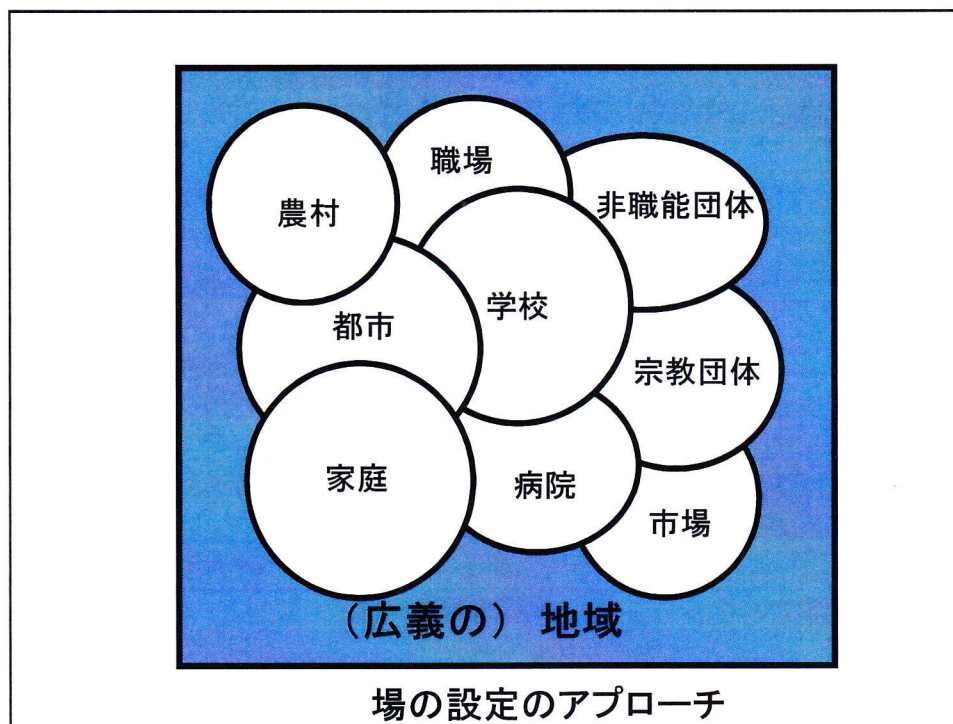 職場
農村
非職能団体
学校
都市
宗教団体
家庭
病院
市場
（広義の）地域
場の設定のアプローチ